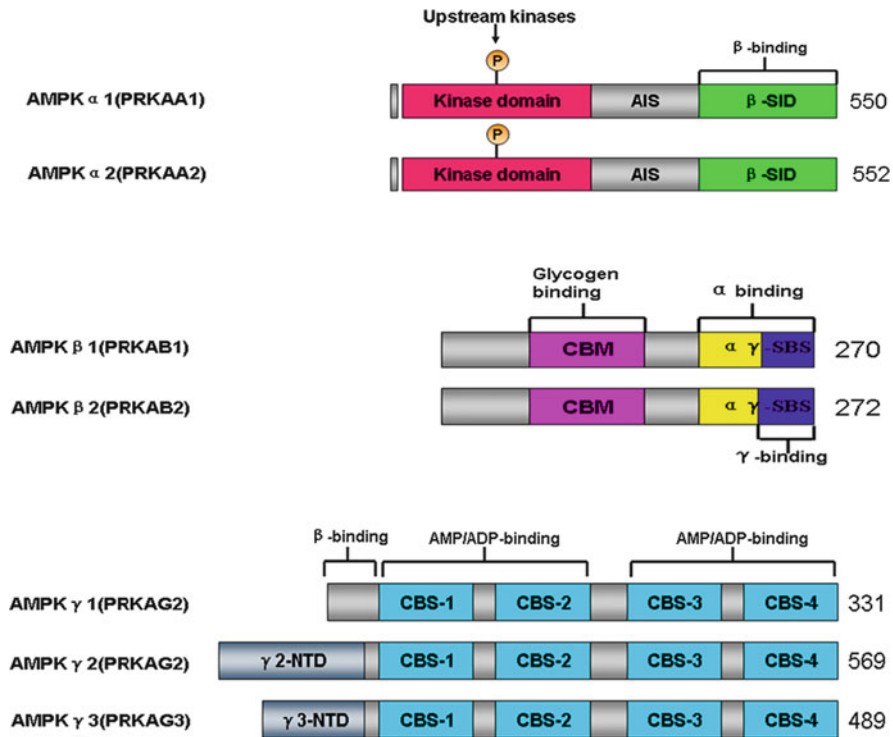 Upstream kinases
P
β-binding
AMPK α 1(PRKAA1) Kinase domain AIS β-SID 550
P
AMPK α 2(PRKAA2) Kinase domain AIS β-SID 552
Glycogen
binding
α binding
AMPK β 1(PRKAB1) CBM α γ-SBS 270
AMPK β 2(PRKAB2) CBM α γ-SBS 272
γ-binding
β-binding AMP/ADP-binding AMP/ADP-binding
AMPK γ 1(PRKAG2) CBS-1 CBS-2 CBS-3 CBS-4 331
AMPK γ 2(PRKAG2) γ 2-NTD CBS-1 CBS-2 CBS-3 CBS-4 569
AMPK γ 3(PRKAG3) γ 3-NTD CBS-1 CBS-2 CBS-3 CBS-4 489